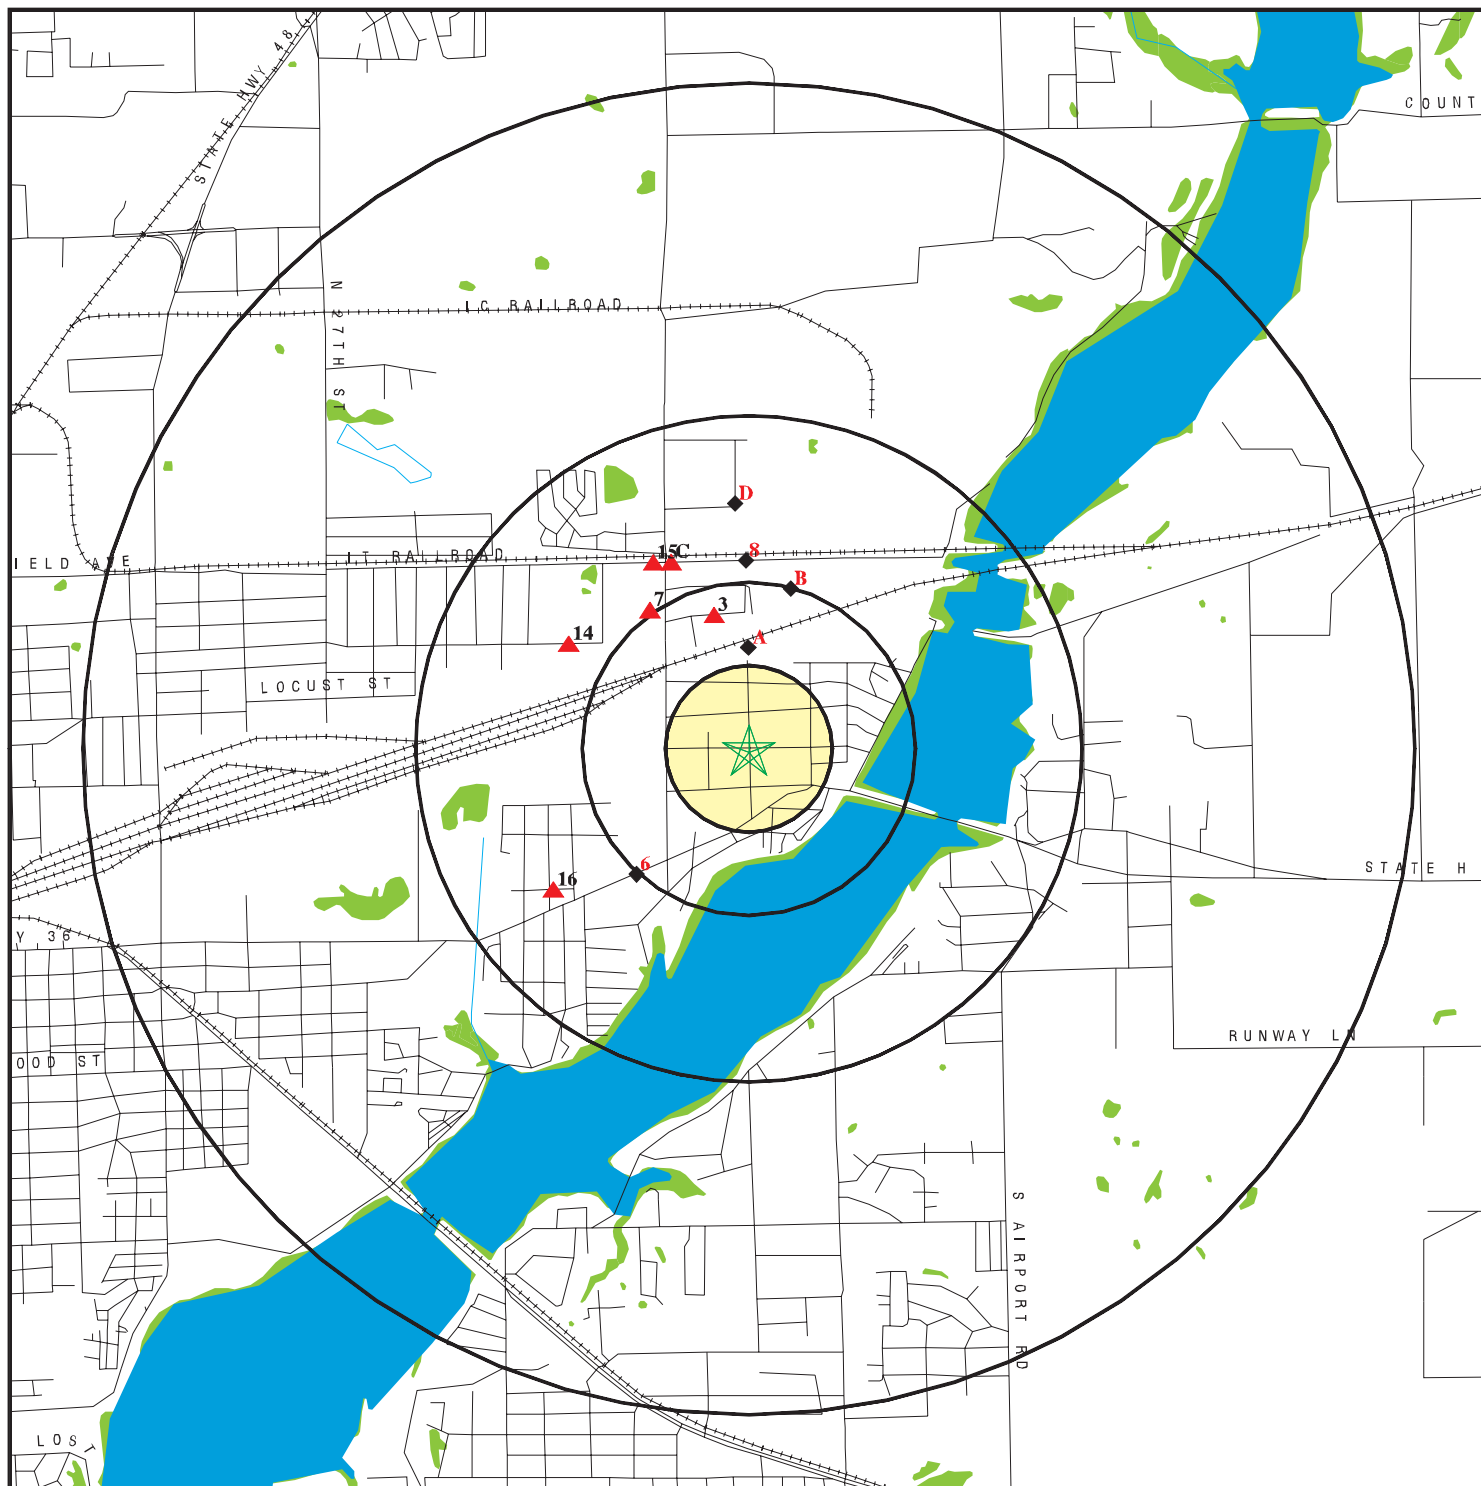 STATE HWY 48
COUNT
N 27TH ST
IC RAILROAD
D
IELD AVE
I.T. RAILROAD
15 C
8
B
7
3
14
A
LOCUST ST
6
16
STATE H
Y 36
RUNWAY LN
OOD ST
S AIRPORT RD
LOST